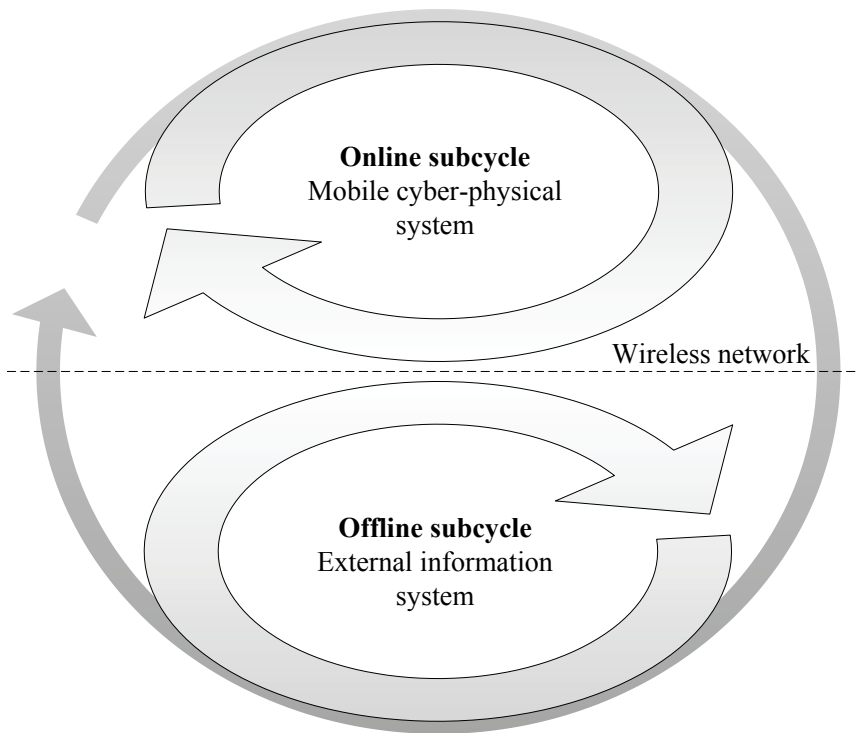 Online subcycle
Mobile cyber-physical
system
Wireless network
Offline subcycle
External information
system